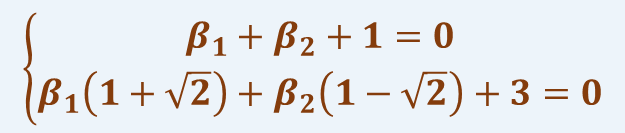 β₁ + β₂ + 1 = 0
β₁(1 + √2) + β₂(1 − √2) + 3 = 0